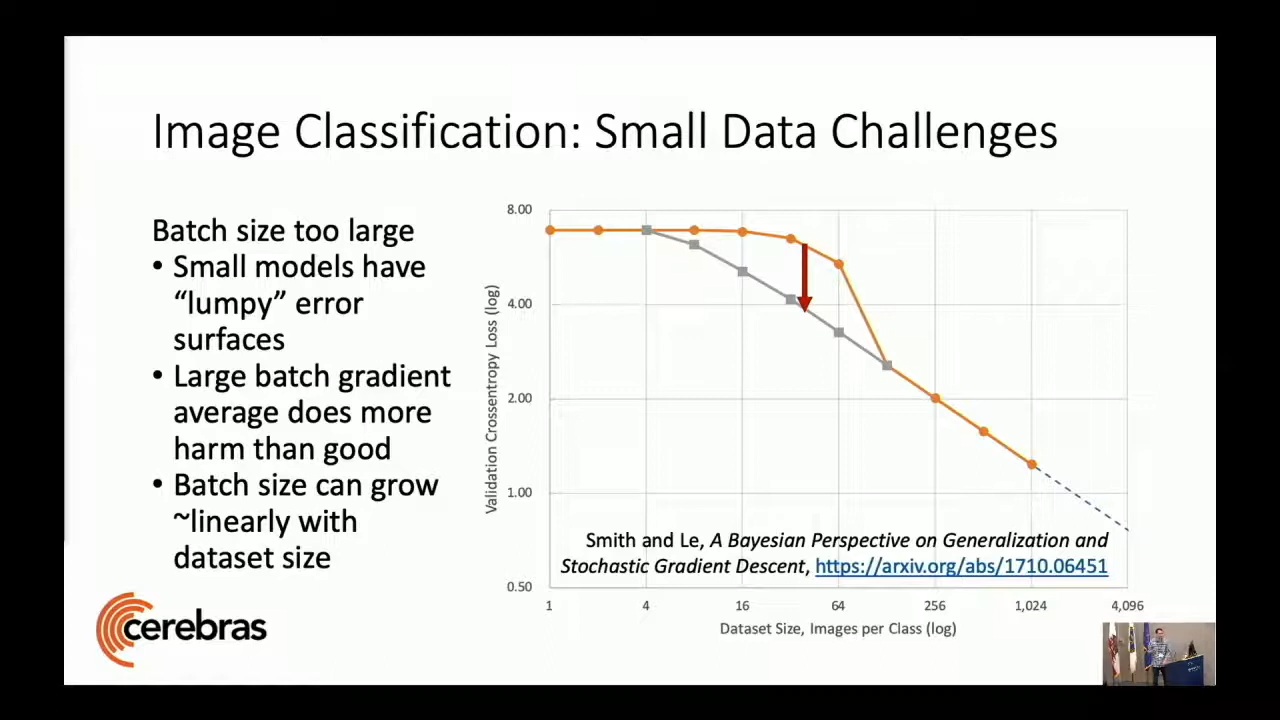 Image Classification: Small Data Challenges
Batch size too large
• Small models have
“lumpy” error
surfaces
• Large batch gradient
average does more
harm than good
• Batch size can grow
~linearly with
dataset size
Validation Crossentropy Loss (log)
8.00
4.00
2.00
1.00
0.50
1 4 16 64 256 1,024 4,096
Dataset Size, Images per Class (log)
Smith and Le, A Bayesian Perspective on Generalization and
Stochastic Gradient Descent, https://arxiv.org/abs/1710.06451
cerebras